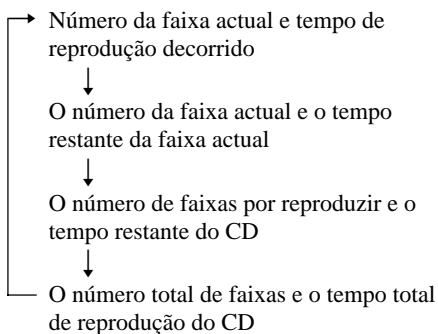 Número da faixa actual e tempo de
reprodução decorrido
O número da faixa actual e o tempo
restante da faixa actual
O número de faixas por reproduzir e o
tempo restante do CD
O número total de faixas e o tempo total
de reprodução do CD